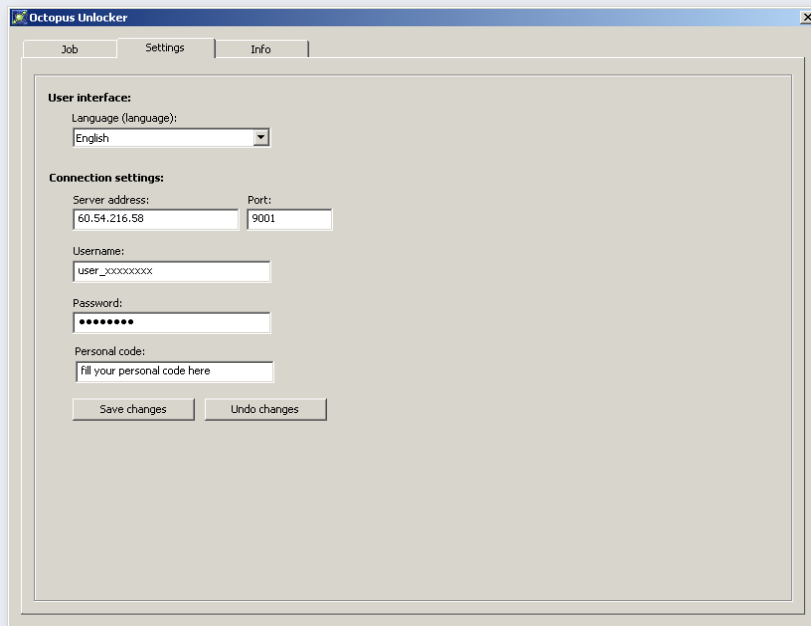 Octopus Unlocker
Job Settings Info
User interface:
Language (language):
English
Connection settings:
Server address: Port:
60.54.216.58 9001
Username:
user_xxxxxxxx
Password:
●●●●●●●●
Personal code:
fill your personal code here
Save changes Undo changes